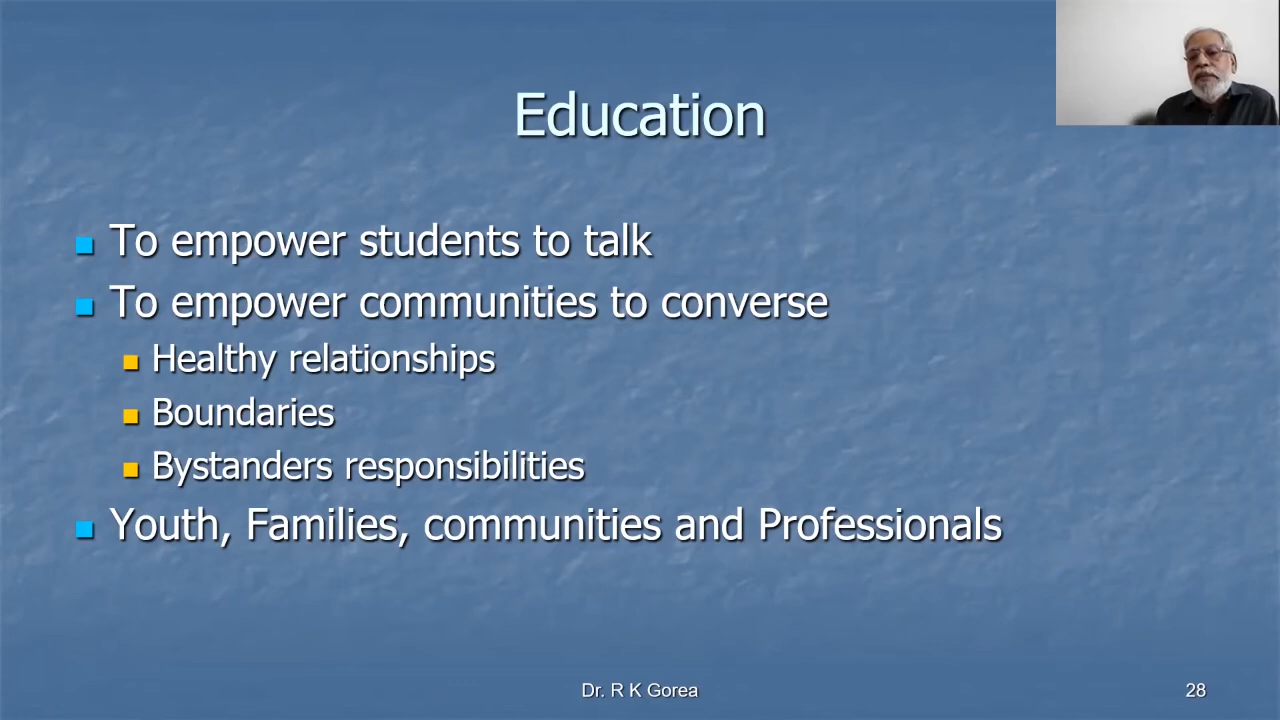 Education
To empower students to talk
To empower communities to converse
Healthy relationships
Boundaries
Bystanders responsibilities
Youth, Families, communities and Professionals
Dr. R K Gorea
28